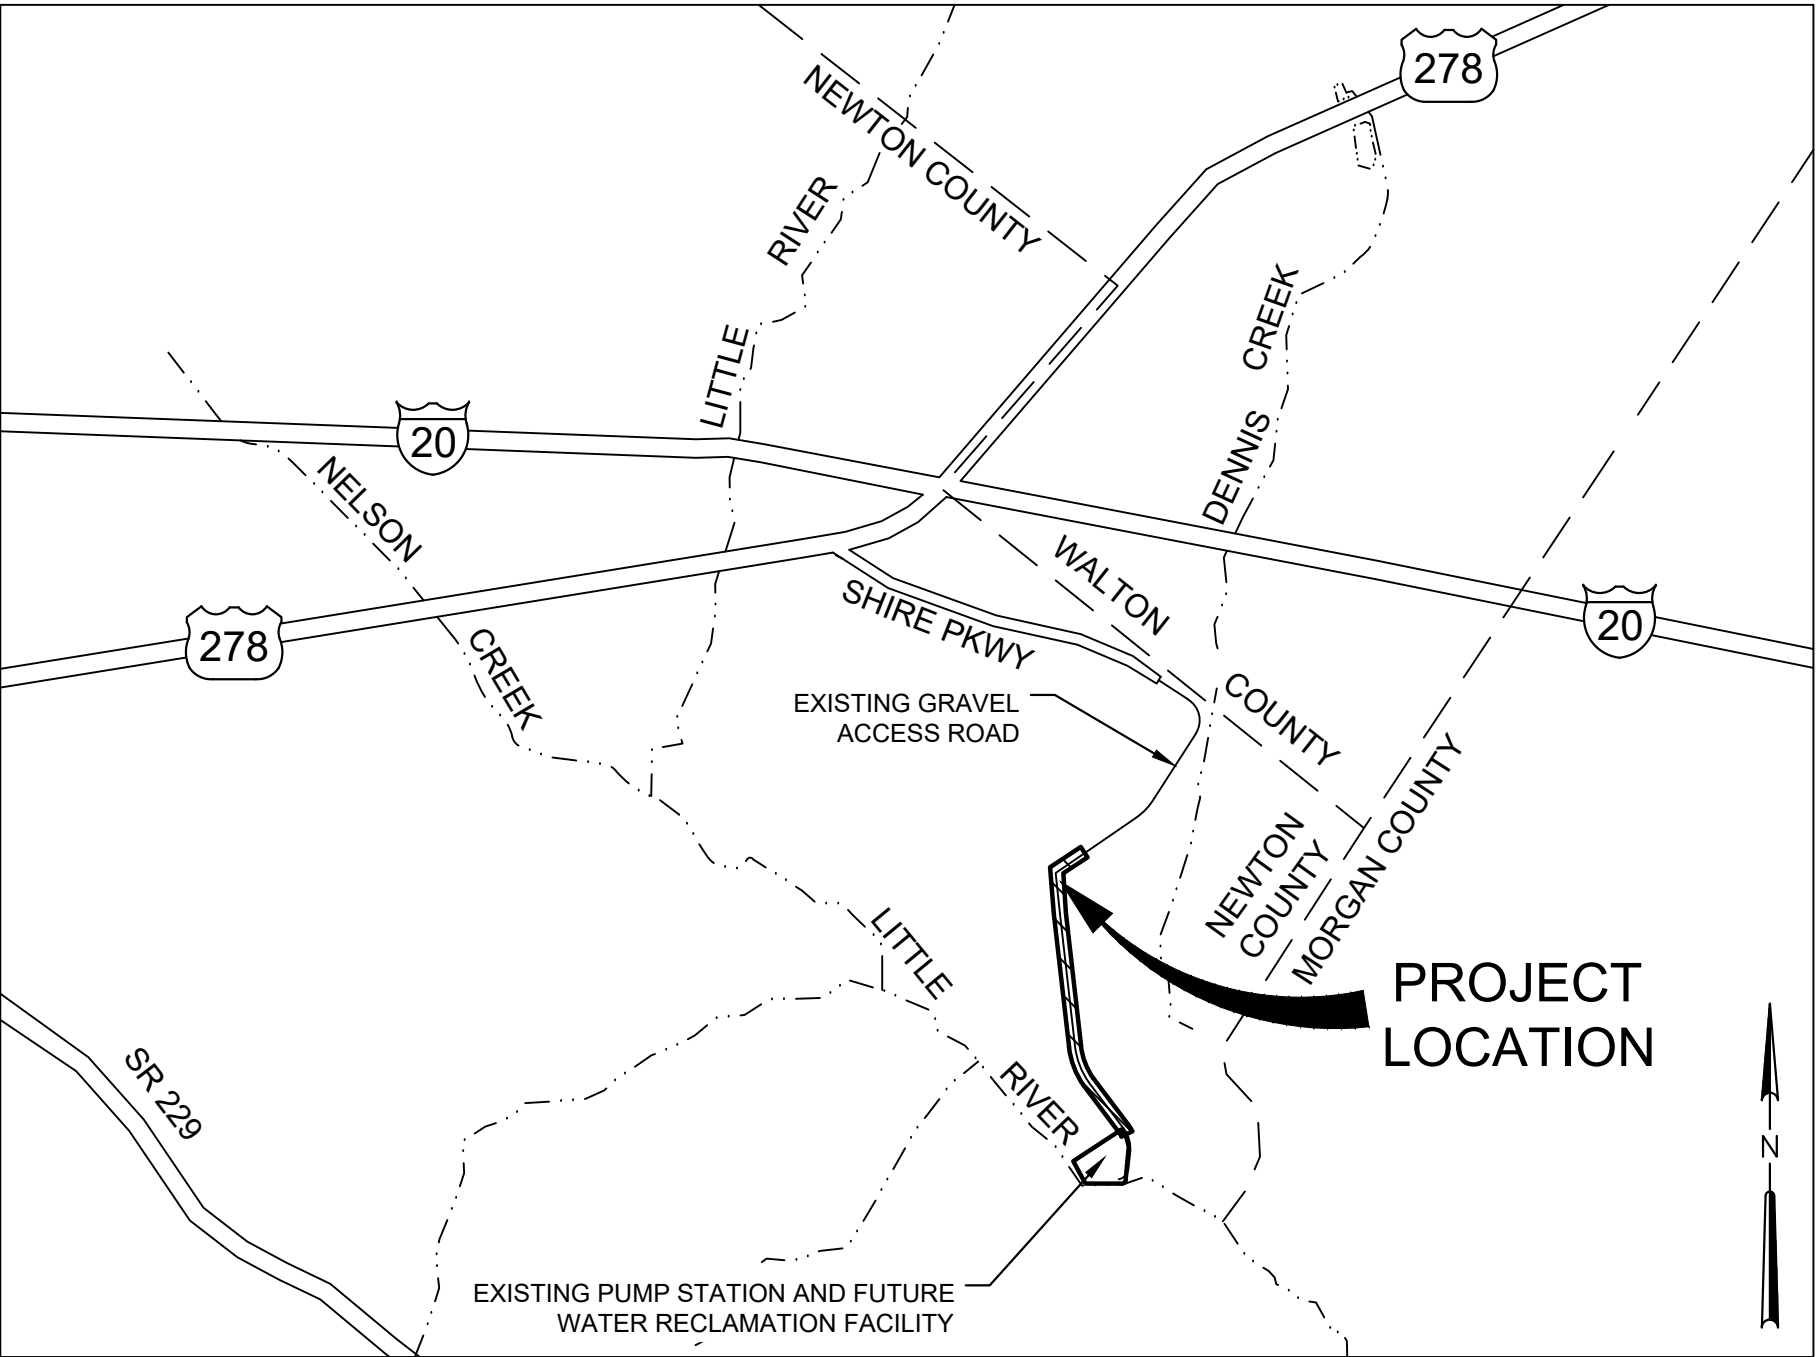 278
NEWTON COUNTY
LITTLE RIVER
DENNIS CREEK
20
NELSON CREEK
WALTON COUNTY
20
278
SHIRE PKWY
EXISTING GRAVEL
ACCESS ROAD
NEWTON
COUNTY
MORGAN COUNTY
LITTLE RIVER
PROJECT
LOCATION
SR 229
N
EXISTING PUMP STATION AND FUTURE
WATER RECLAMATION FACILITY